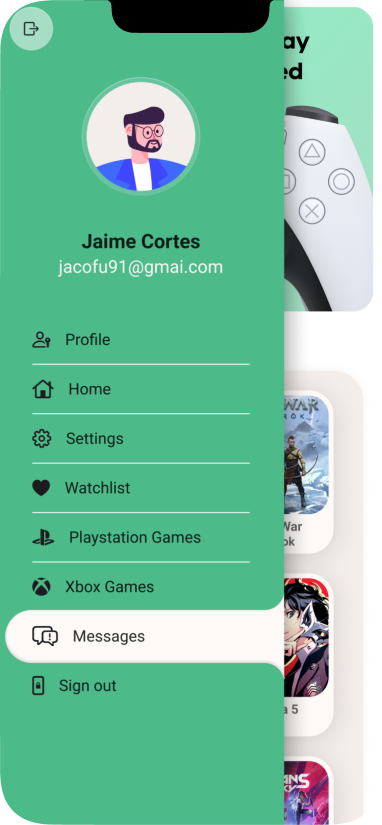 ay
ed
Jaime Cortes
jacofu91@gmai.com
Profile
Home
Settings
Watchlist
Playstation Games
Xbox Games
Messages
Sign out
WAR
ROK
War
ok
a 5
ANS